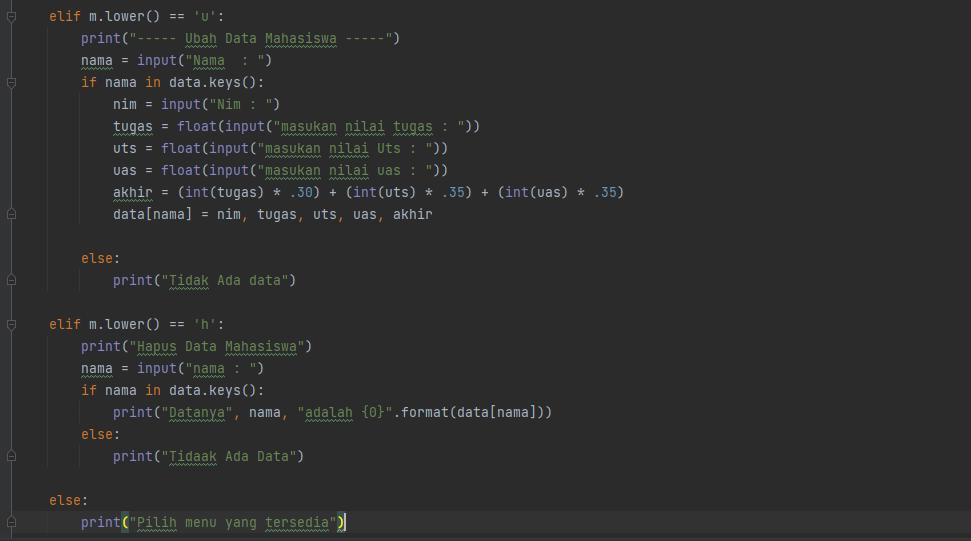 elif m.lower() == 'u':
    print("----- Ubah Data Mahasiswa -----")
    nama = input("Nama  : ")
    if nama in data.keys():
        nim = input("Nim : ")
        tugas = float(input("masukan nilai tugas : "))
        uts = float(input("masukan nilai Uts : "))
        uas = float(input("masukan nilai uas : "))
        akhir = (int(tugas) * .30) + (int(uts) * .35) + (int(uas) * .35)
        data[nama] = nim, tugas, uts, uas, akhir

    else:
        print("Tidak Ada data")

elif m.lower() == 'h':
    print("Hapus Data Mahasiswa")
    nama = input("nama : ")
    if nama in data.keys():
        print("Datanya", nama, "adalah {0}".format(data[nama]))
    else:
        print("Tidaak Ada Data")

else:
    print("Pilih menu yang tersedia")